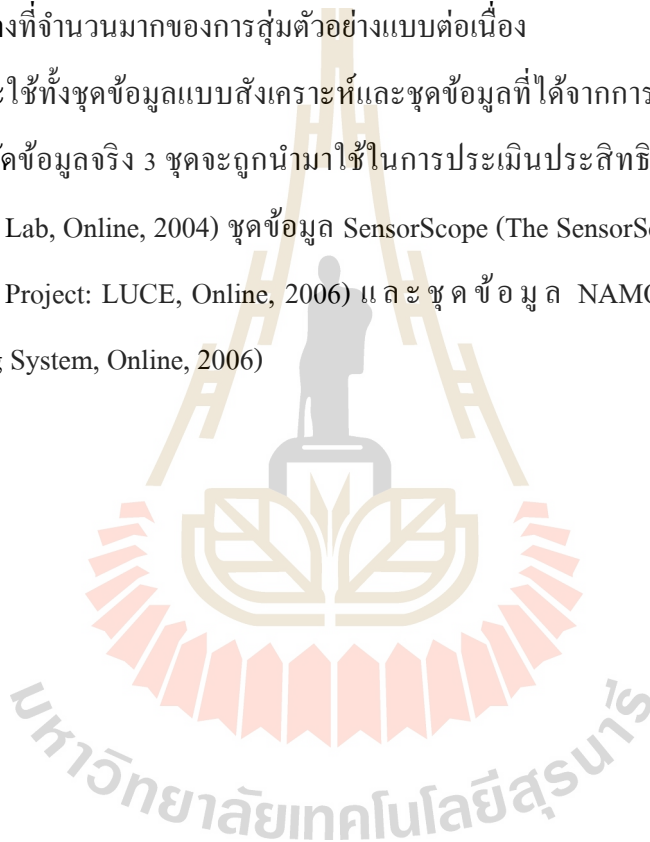 งที่จำนวนมากของการสุ่มตัวอย่างแบบต่อเนื่อง
ะใช้ทั้งชุดข้อมูลแบบสังเคราะห์และชุดข้อมูลที่ได้จากการ
ัดข้อมูลจริง 3 ชุดจะถูกนำมาใช้ในการประเมินประสิทธิ
Lab, Online, 2004) ชุดข้อมูล SensorScope (The SensorSc
Project: LUCE, Online, 2006) และชุดข้อมูล NAMO
g System, Online, 2006)
มหาวิทยาลัยเทคโนโลยีสุรนารี